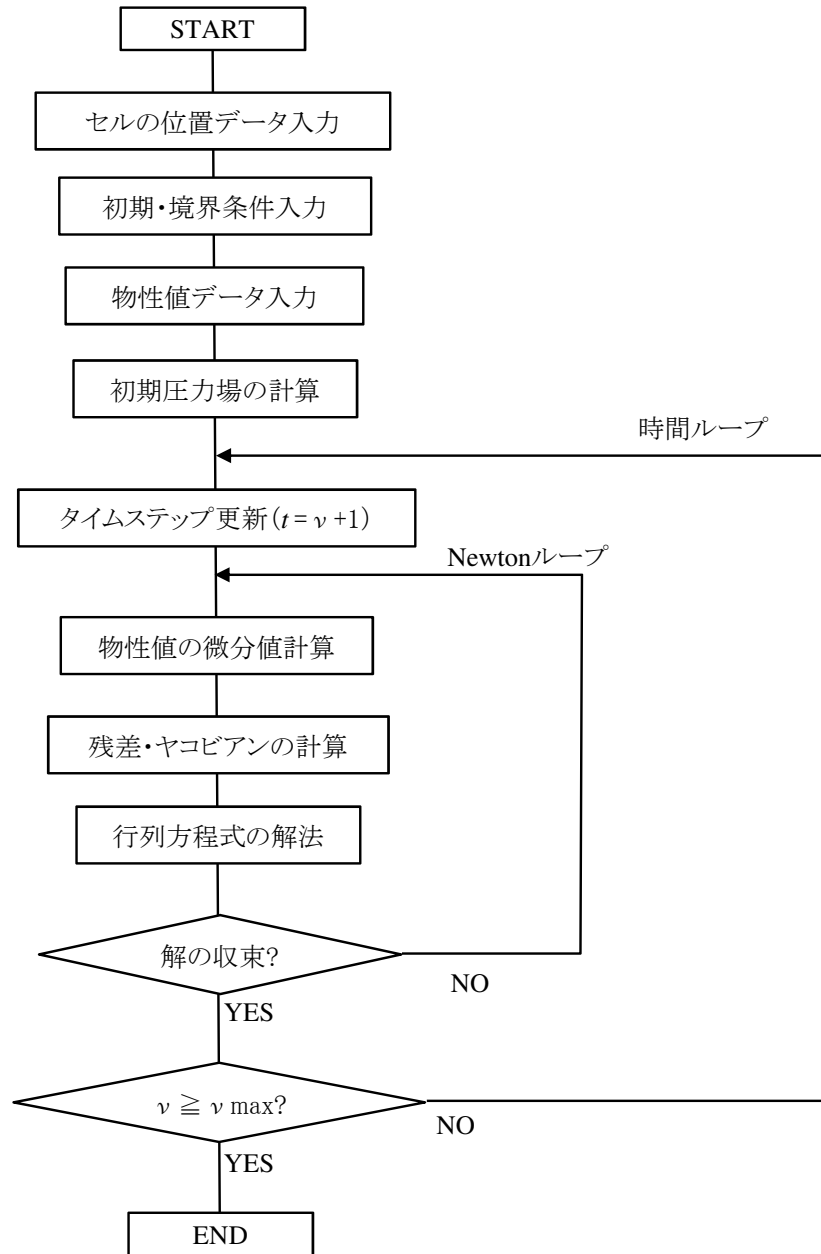 START
セルの位置データ入力
初期・境界条件入力
物性値データ入力
初期圧力場の計算
時間ループ
タイムステップ更新(t=ν+1)
Newtonループ
物性値の微分値計算
残差・ヤコビアンの計算
行列方程式の解法
解の収束?
NO
YES
ν ≧ ν max?
NO
YES
END